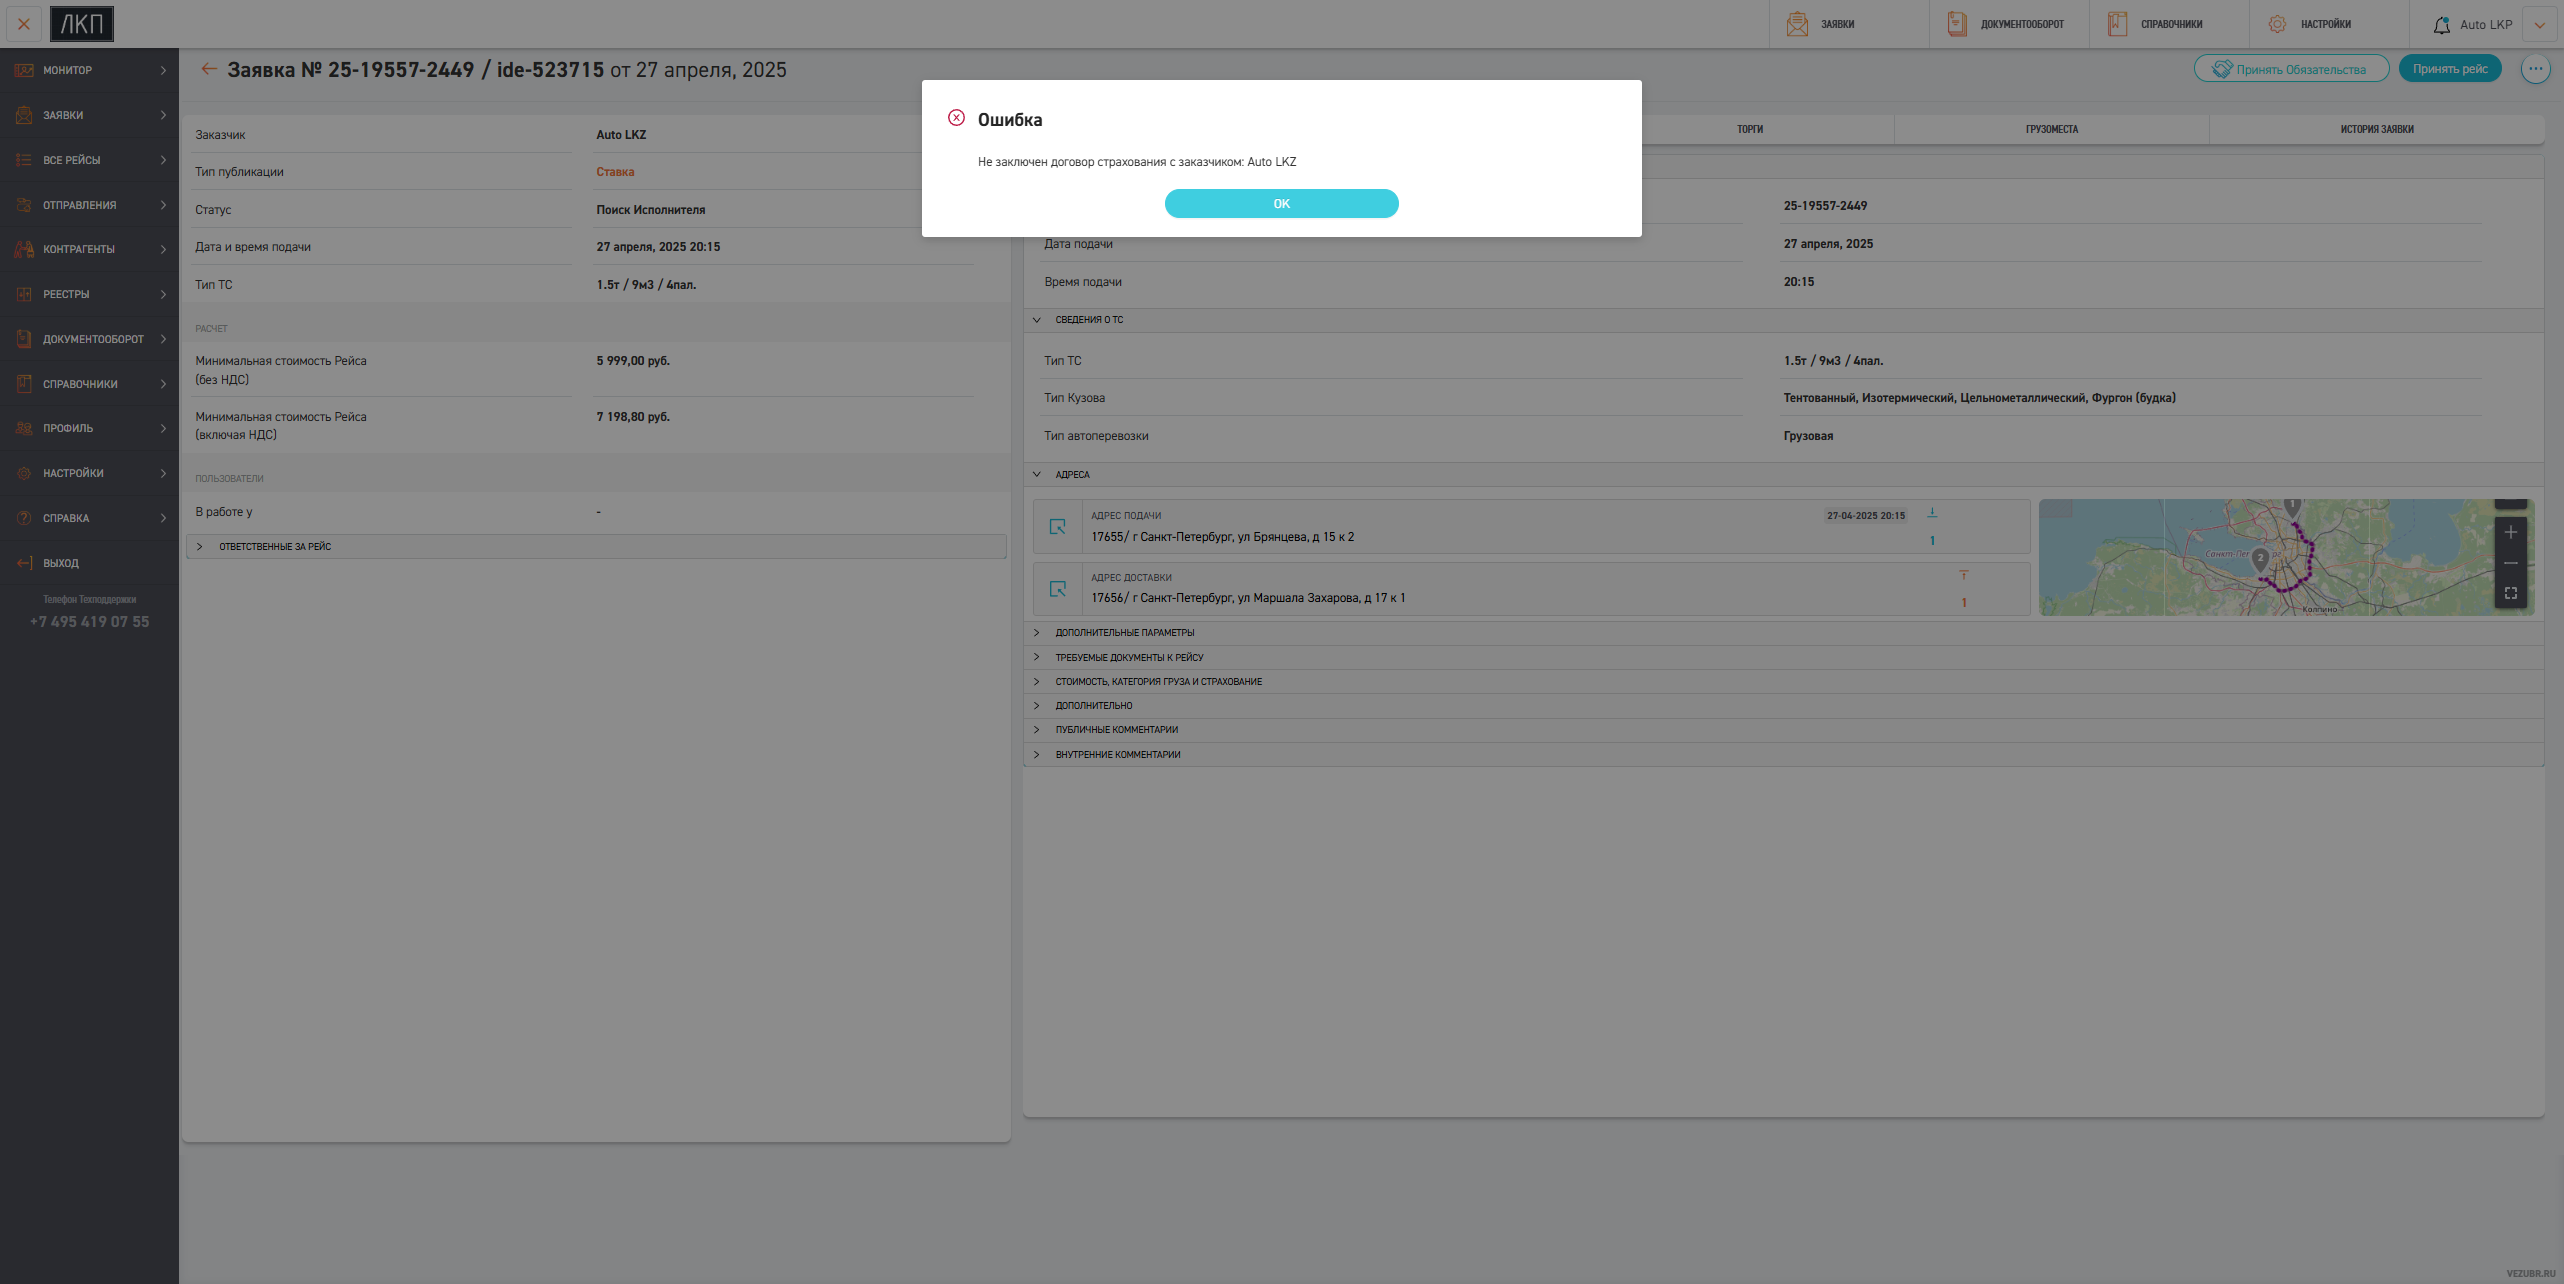 ЛКП
ЗАЯВКИ
ДОКУМЕНТООБОРОТ
СПРАВОЧНИКИ
НАСТРОЙКИ
Auto LKP
МОНИТОР
ЗАЯВКИ
ВСЕ РЕЙСЫ
ОТПРАВЛЕНИЯ
КОНТРАГЕНТЫ
РЕЕСТРЫ
ДОКУМЕНТООБОРОТ
СПРАВОЧНИКИ
ПРОФИЛЬ
НАСТРОЙКИ
СПРАВКА
ВЫХОД
Телефон Техподдержки
+7 495 419 07 55
Заявка № 25-19557-2449 / ide-523715 от 27 апреля, 2025
Принять Обязательства
Принять рейс
Ошибка
Не заключен договор страхования с заказчиком: Auto LKZ
OK
Заказчик
Auto LKZ
Тип публикации
Ставка
Статус
Поиск Исполнителя
Дата и время подачи
27 апреля, 2025 20:15
Тип ТС
1.5т / 9м3 / 4пал.
РАСЧЕТ
Минимальная стоимость Рейса
(без НДС)
5 999,00 руб.
Минимальная стоимость Рейса
(включая НДС)
7 198,80 руб.
ПОЛЬЗОВАТЕЛИ
В работе у
-
ОТВЕТСТВЕННЫЕ ЗА РЕЙС
ТОРГИ
ГРУЗОМЕСТА
ИСТОРИЯ ЗАЯВКИ
25-19557-2449
Дата подачи
27 апреля, 2025
Время подачи
20:15
СВЕДЕНИЯ О ТС
Тип ТС
1.5т / 9м3 / 4пал.
Тип Кузова
Тентованный, Изотермический, Цельнометаллический, Фургон (будка)
Тип автоперевозки
Грузовая
АДРЕСА
АДРЕС ПОДАЧИ
27-04-2025 20:15
17655/ г Санкт-Петербург, ул Брянцева, д 15 к 2
1
АДРЕС ДОСТАВКИ
17656/ г Санкт-Петербург, ул Маршала Захарова, д 17 к 1
1
1
2
Колпино
ДОПОЛНИТЕЛЬНЫЕ ПАРАМЕТРЫ
ТРЕБУЕМЫЕ ДОКУМЕНТЫ К РЕЙСУ
СТОИМОСТЬ, КАТЕГОРИЯ ГРУЗА И СТРАХОВАНИЕ
ДОПОЛНИТЕЛЬНО
ПУБЛИЧНЫЕ КОММЕНТАРИИ
ВНУТРЕННИЕ КОММЕНТАРИИ
VEZUBR.RU